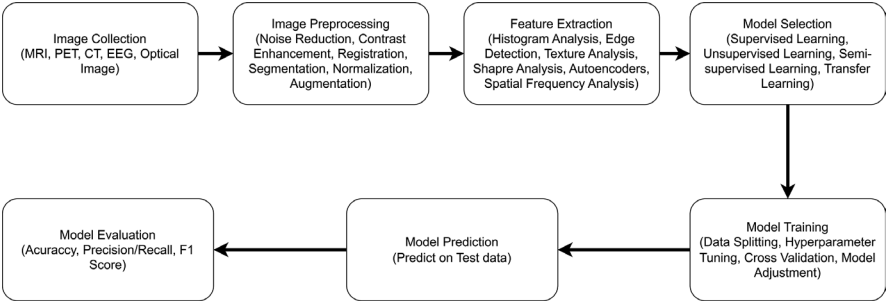 Image Collection
(MRI, PET, CT, EEG, Optical
Image)
Image Preprocessing
(Noise Reduction, Contrast
Enhancement, Registration,
Segmentation, Normalization,
Augmentation)
Feature Extraction
(Histogram Analysis, Edge
Detection, Texture Analysis,
Shapre Analysis, Autoencoders,
Spatial Frequency Analysis)
Model Selection
(Supervised Learning,
Unsupervised Learning, Semi-
supervised Learning, Transfer
Learning)
Model Training
(Data Splitting, Hyperparameter
Tuning, Cross Validation, Model
Adjustment)
Model Prediction
(Predict on Test data)
Model Evaluation
(Acuraccy, Precision/Recall, F1
Score)